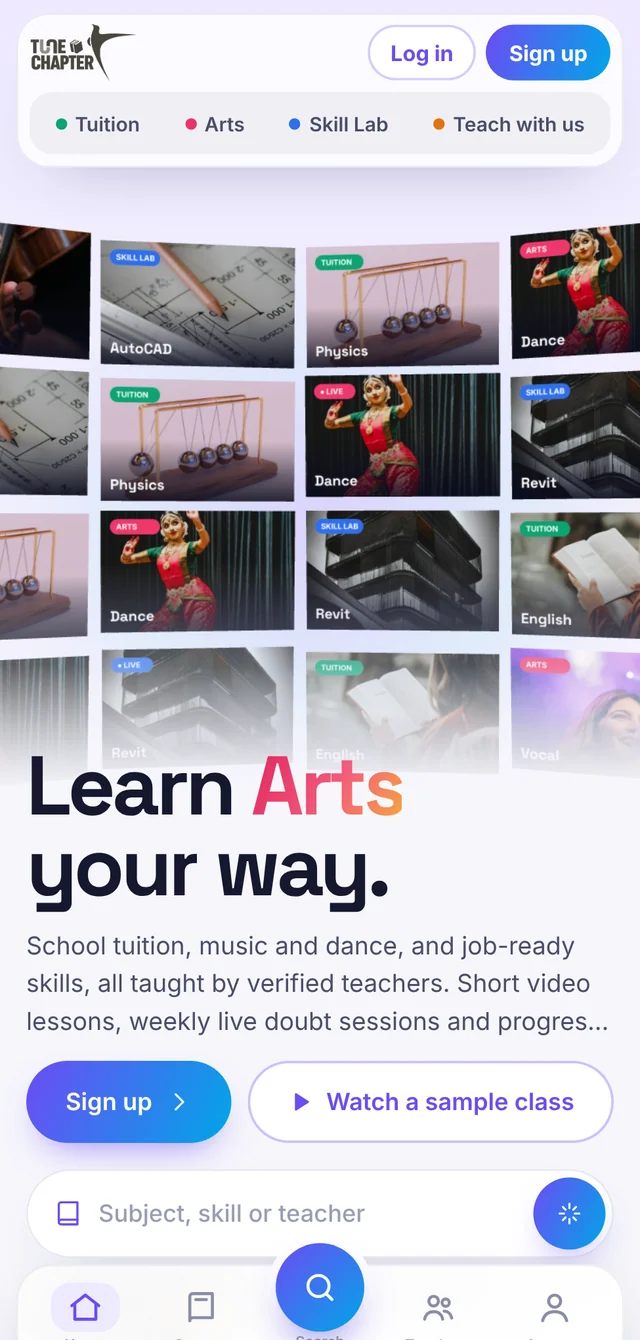 TUNE
CHAPTER
Log in
Sign up
Tuition
Arts
Skill Lab
Teach with us
SKILL LAB
AutoCAD
TUITION
Physics
ARTS
Dance
TUITION
Physics
LIVE
Dance
SKILL LAB
Revit
ARTS
Dance
SKILL LAB
Revit
TUITION
English
LIVE
Revit
TUITION
English
ARTS
Vocal
Learn Arts
your way.
School tuition, music and dance, and job-ready
skills, all taught by verified teachers. Short video
lessons, weekly live doubt sessions and progres...
Sign up
Watch a sample class
Subject, skill or teacher
Search